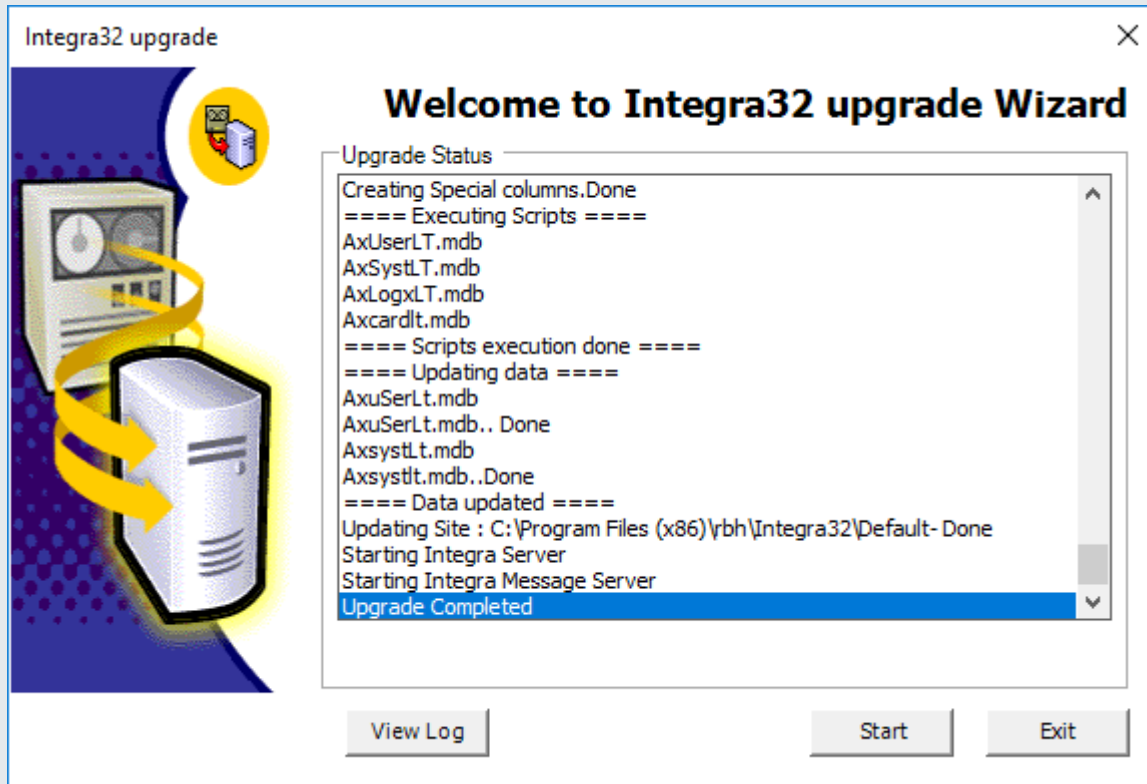 Integra32 upgrade
Welcome to Integra32 upgrade Wizard
Upgrade Status
Creating Special columns.Done
==== Executing Scripts ====
AxUserLT.mdb
AxSystLT.mdb
AxLogxLT.mdb
Axcardlt.mdb
==== Scripts execution done ====
==== Updating data ====
AxuSerLt.mdb
AxuSerLt.mdb.. Done
AxsystLt.mdb
Axsystlt.mdb..Done
==== Data updated ====
Updating Site : C:\Program Files (x86)\rbh\Integra32\Default- Done
Starting Integra Server
Starting Integra Message Server
Upgrade Completed
View Log
Start
Exit